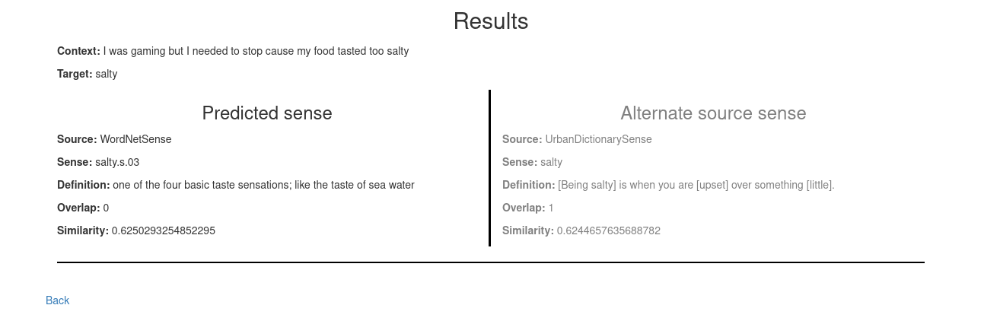 Results
Context: I was gaming but I needed to stop cause my food tasted too salty
Target: salty
Predicted sense
Source: WordNetSense
Sense: salty.s.03
Definition: one of the four basic taste sensations; like the taste of sea water
Overlap: 0
Similarity: 0.6250293254852295
Alternate source sense
Source: UrbanDictionarySense
Sense: salty
Definition: [Being salty] is when you are [upset] over something [little].
Overlap: 1
Similarity: 0.6244657635688782
Back